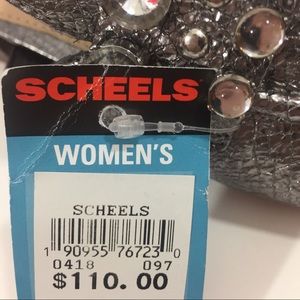 SCHEELS
WOMEN'S
SCHEELS
1 90955 76723 0
0418 097
$110.00